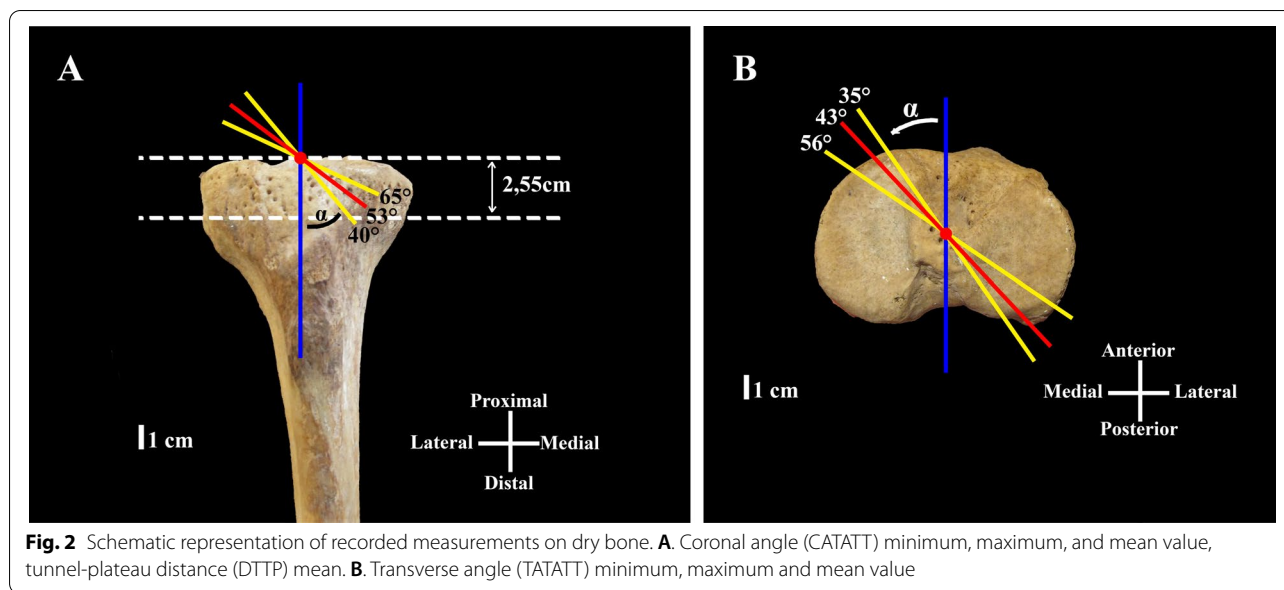 A
65°
53°
40°
α
2,55cm
Proximal
Lateral
Medial
Distal
1 cm
B
35°
43°
56°
α
1 cm
Anterior
Medial
Lateral
Posterior
Fig. 2 Schematic representation of recorded measurements on dry bone. A. Coronal angle (CATATT) minimum, maximum, and mean value,
tunnel-plateau distance (DTTP) mean. B. Transverse angle (TATATT) minimum, maximum and mean value